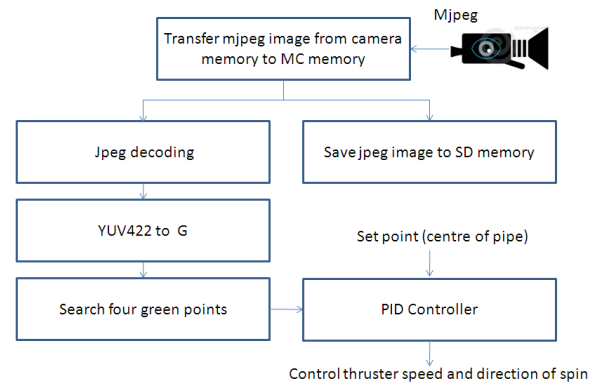 Mjpeg
Transfer mjpeg image from camera
memory to MC memory
Jpeg decoding
Save jpeg image to SD memory
YUV422 to G
Set point (centre of pipe)
Search four green points
PID Controller
Control thruster speed and direction of spin